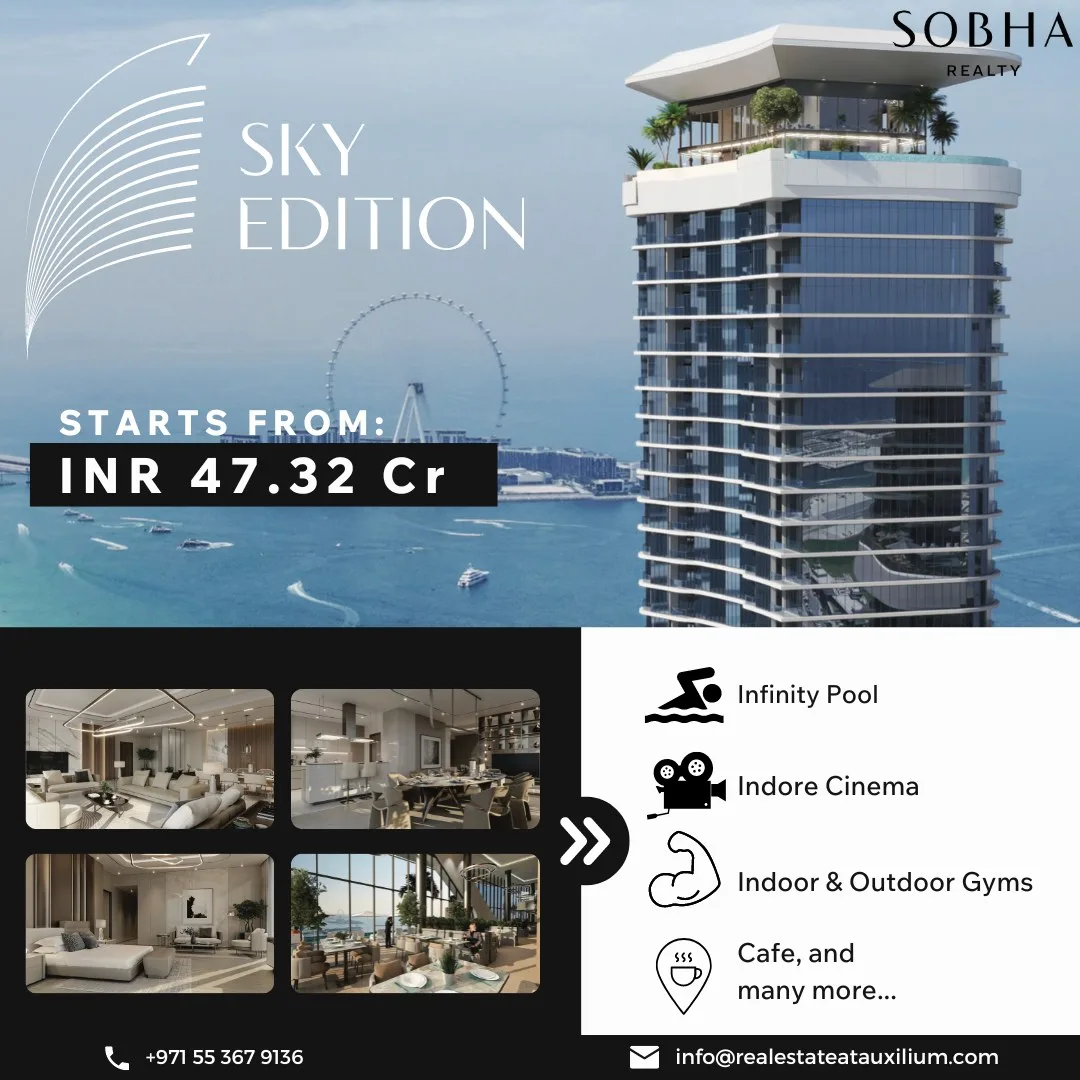 SOBHA
REALTY
SKY
EDITION
STARTS FROM:
INR 47.32 Cr
Infinity Pool
Indore Cinema
Indoor & Outdoor Gyms
Cafe, and
many more...
+971 55 367 9136
info@realestateatauxilium.com